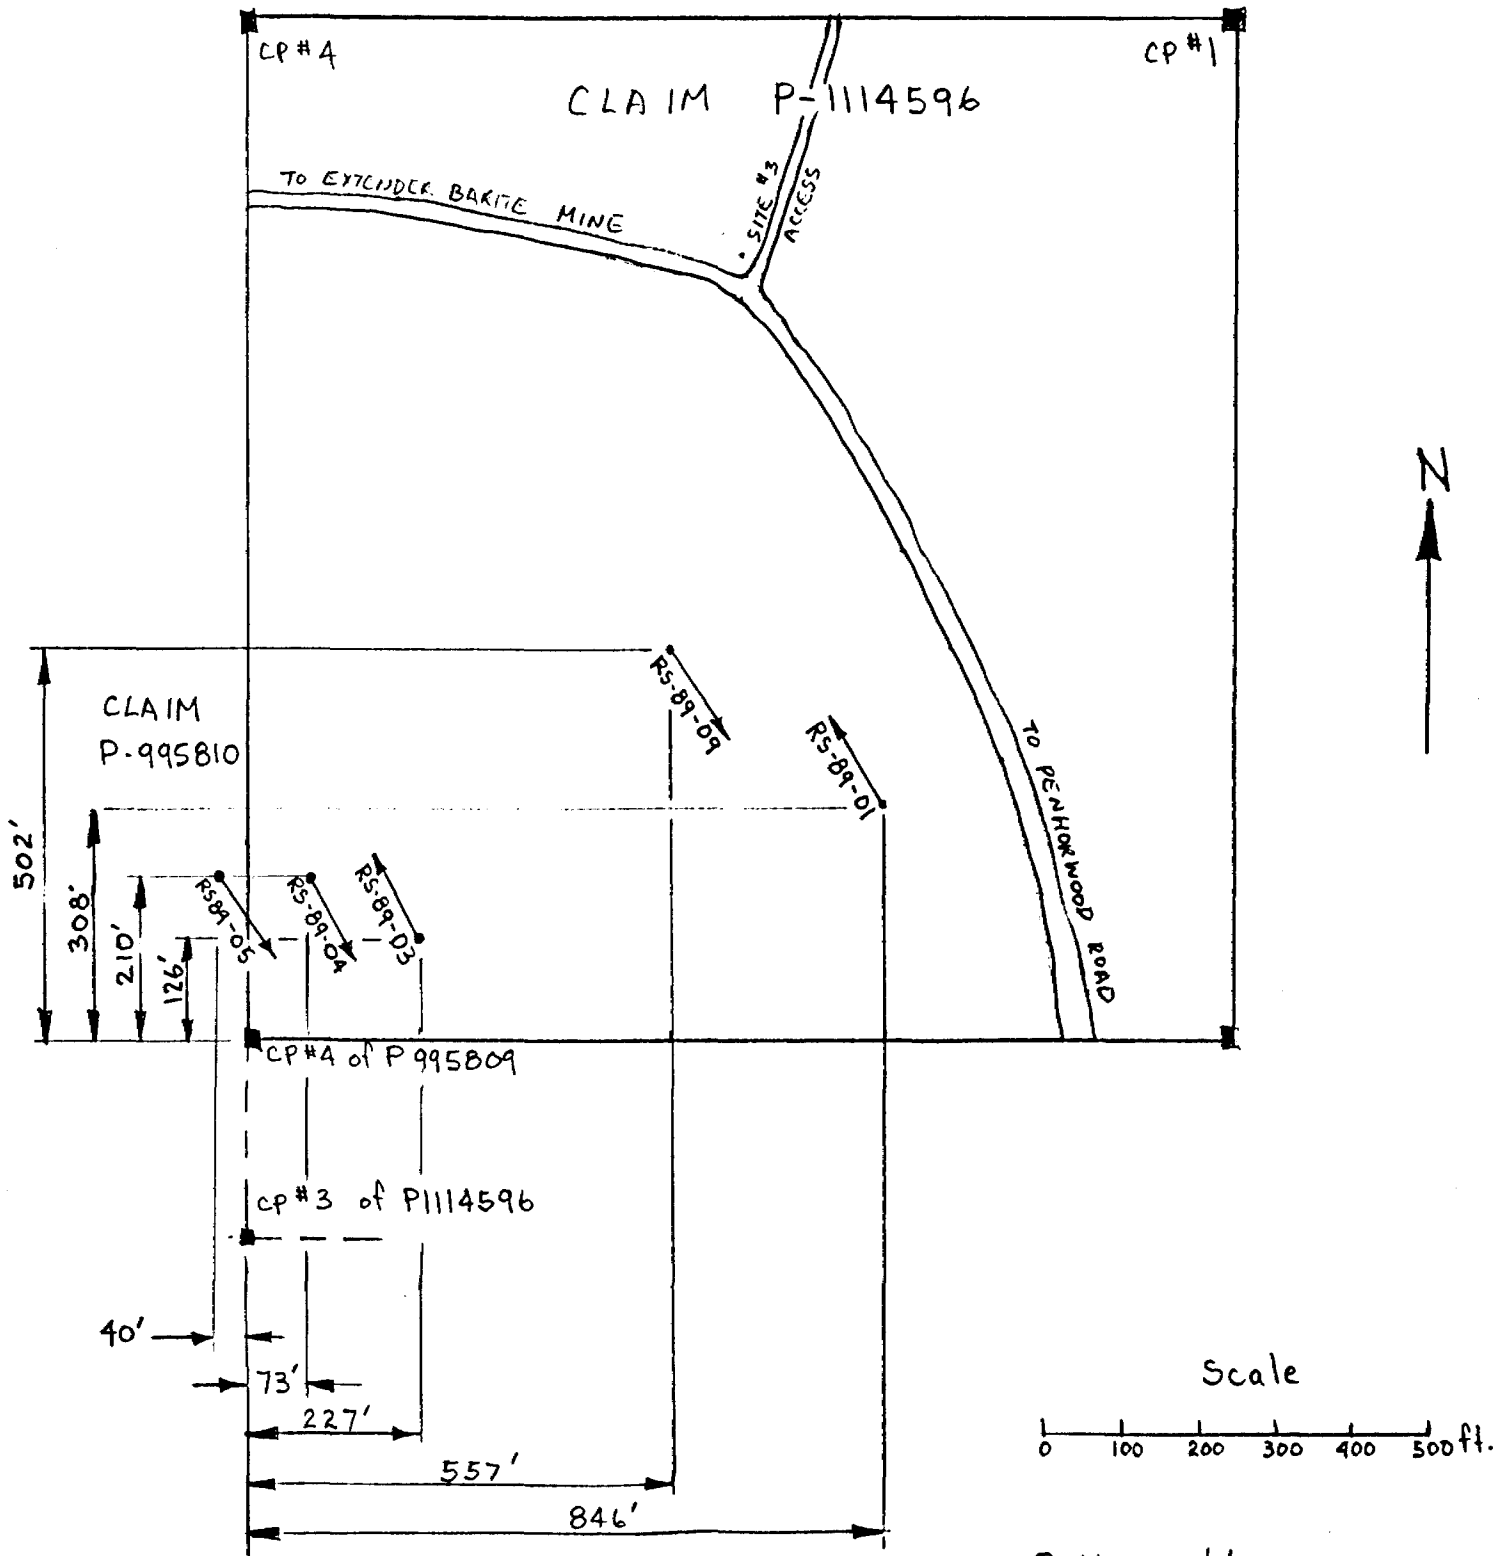 CP#4
CP#1
CLAIM P-1114596
TO EXTENDER BARITE MINE
SITE #3
ACCESS
N
CLAIM
P-995810
RS-89-09
RS-89-01
TO PENHORWOOD ROAD
502'
308'
210'
126'
RS89-05
RS-89-04
RS-89-03
CP#4 of P995809
CP#3 of P1114596
40'
73'
227'
557'
846'
Scale
0 100 200 300 400 500 ft.